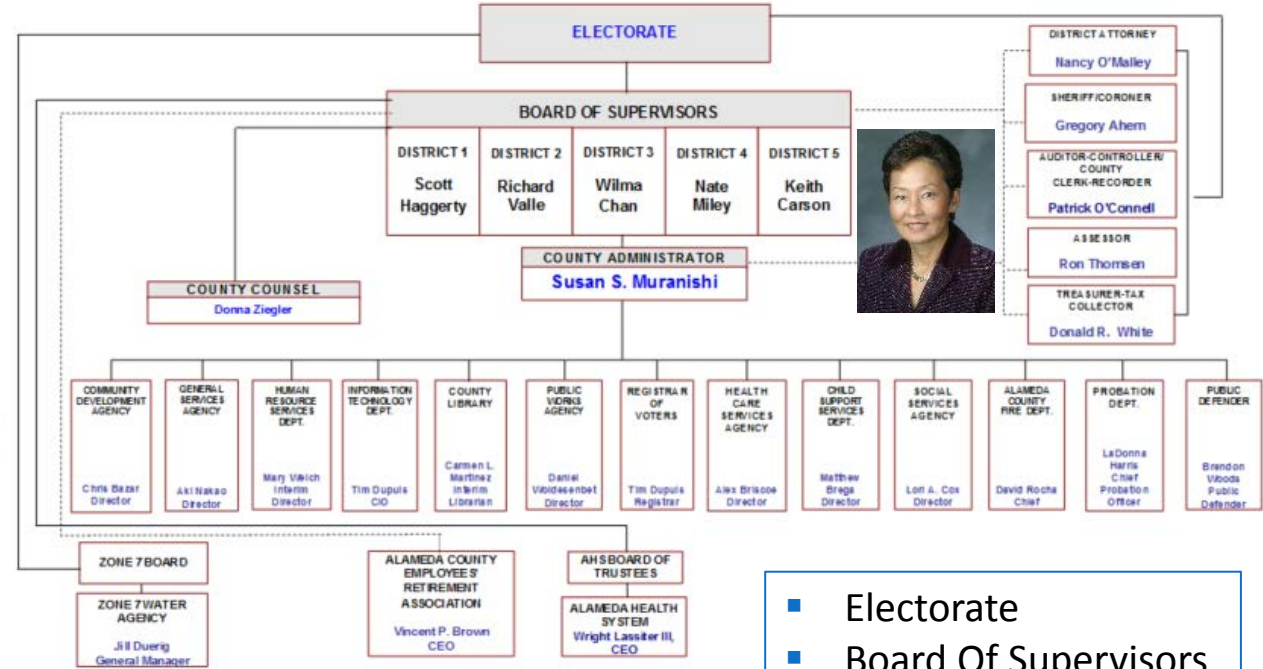 ELECTORATE
BOARD OF SUPERVISORS
DISTRICT 1
Scott
Haggerty
DISTRICT 2
Richard
Valle
DISTRICT 3
Wilma
Chan
DISTRICT 4
Nate
Miley
DISTRICT 5
Keith
Carson
DISTRICT ATTORNEY
Nancy O'Malley
SHERIFF/CORONER
Gregory Ahern
AUDITOR-CONTROLLER/
COUNTY
CLERK-RECORDER
Patrick O'Connell
ASSESSOR
Ron Thomsen
TREASURER-TAX
COLLECTOR
Donald R. White
COUNTY ADMINISTRATOR
Susan S. Muranishi
COUNTY COUNSEL
Donna Ziegler
COMMUNITY
DEVELOPMENT
AGENCY
Chris Bazar
Director
GENERAL
SERVICES
AGENCY
Aki Nakao
Director
HUMAN
RESOURCE
SERVICES
DEPT.
Mary Welch
Interim
Director
INFORMATION
TECHNOLOGY
DEPT.
Tim Dupuis
CIO
COUNTY
LIBRARY
Carmen L.
Martinez
Interim
Librarian
PUBLIC
WORKS
AGENCY
Daniel
Woldesenbet
Director
REGISTRAR
OF
VOTERS
Tim Dupuis
Registrar
HEALTH
CARE
SERVICES
AGENCY
Alex Briscoe
Director
CHILD
SUPPORT
SERVICES
DEPT.
Matthew
Brega
Director
SOCIAL
SERVICES
AGENCY
Lori A. Cox
Director
ALAMEDA
COUNTY
FIRE DEPT.
David Rocha
Chief
PROBATION
DEPT.
LaDonna
Harris
Chief
Probation
Officer
PUBLIC
DEFENDER
Brendon
Woods
Public
Defender
ZONE 7 BOARD
ZONE 7 WATER
AGENCY
Jill Duerig
General Manager
ALAMEDA COUNTY
EMPLOYEES'
RETIREMENT
ASSOCIATION
Vincent P. Brown
CEO
AHS BOARD OF
TRUSTEES
ALAMEDA HEALTH
SYSTEM
Wright Lassiter III,
CEO
▪ Electorate
▪ Board Of Supervisors